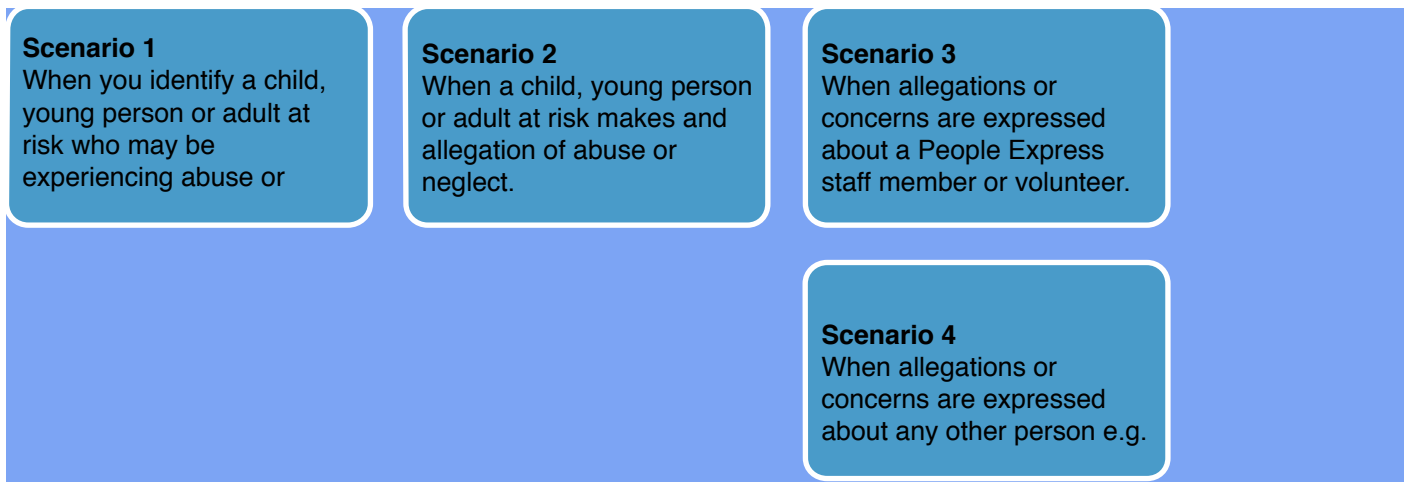 Scenario 1
When you identify a child,
young person or adult at
risk who may be
experiencing abuse or
Scenario 2
When a child, young person
or adult at risk makes and
allegation of abuse or
neglect.
Scenario 3
When allegations or
concerns are expressed
about a People Express
staff member or volunteer.
Scenario 4
When allegations or
concerns are expressed
about any other person e.g.